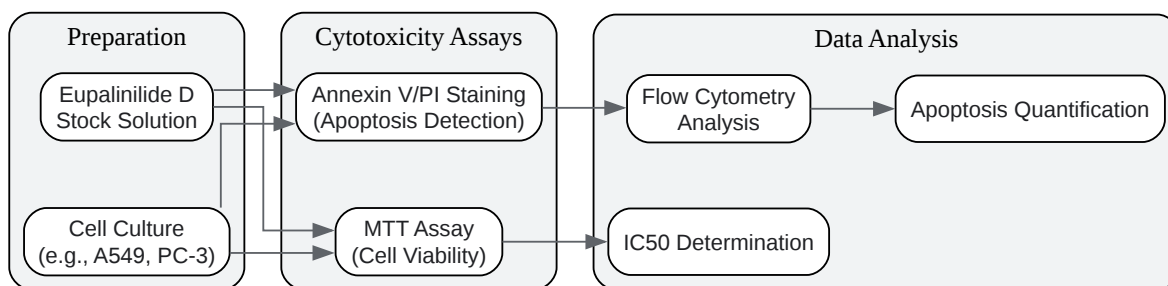 Preparation
Eupalinilide D
Stock Solution
Cell Culture
(e.g., A549, PC-3)
Cytotoxicity Assays
Annexin V/PI Staining
(Apoptosis Detection)
MTT Assay
(Cell Viability)
Data Analysis
Flow Cytometry
Analysis
Apoptosis Quantification
IC50 Determination